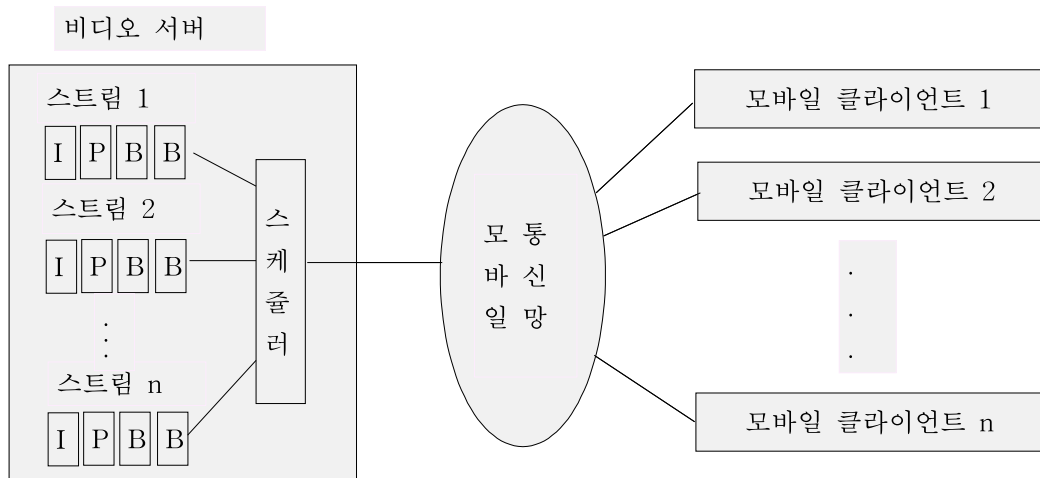 비디오 서버
스트림 1
I P B B
스트림 2
I P B B
.
.
.
스트림 n
I P B B
스
케
쥴
러
모 통
바 신
일 망
모바일 클라이언트 1
모바일 클라이언트 2
.
.
.
모바일 클라이언트 n